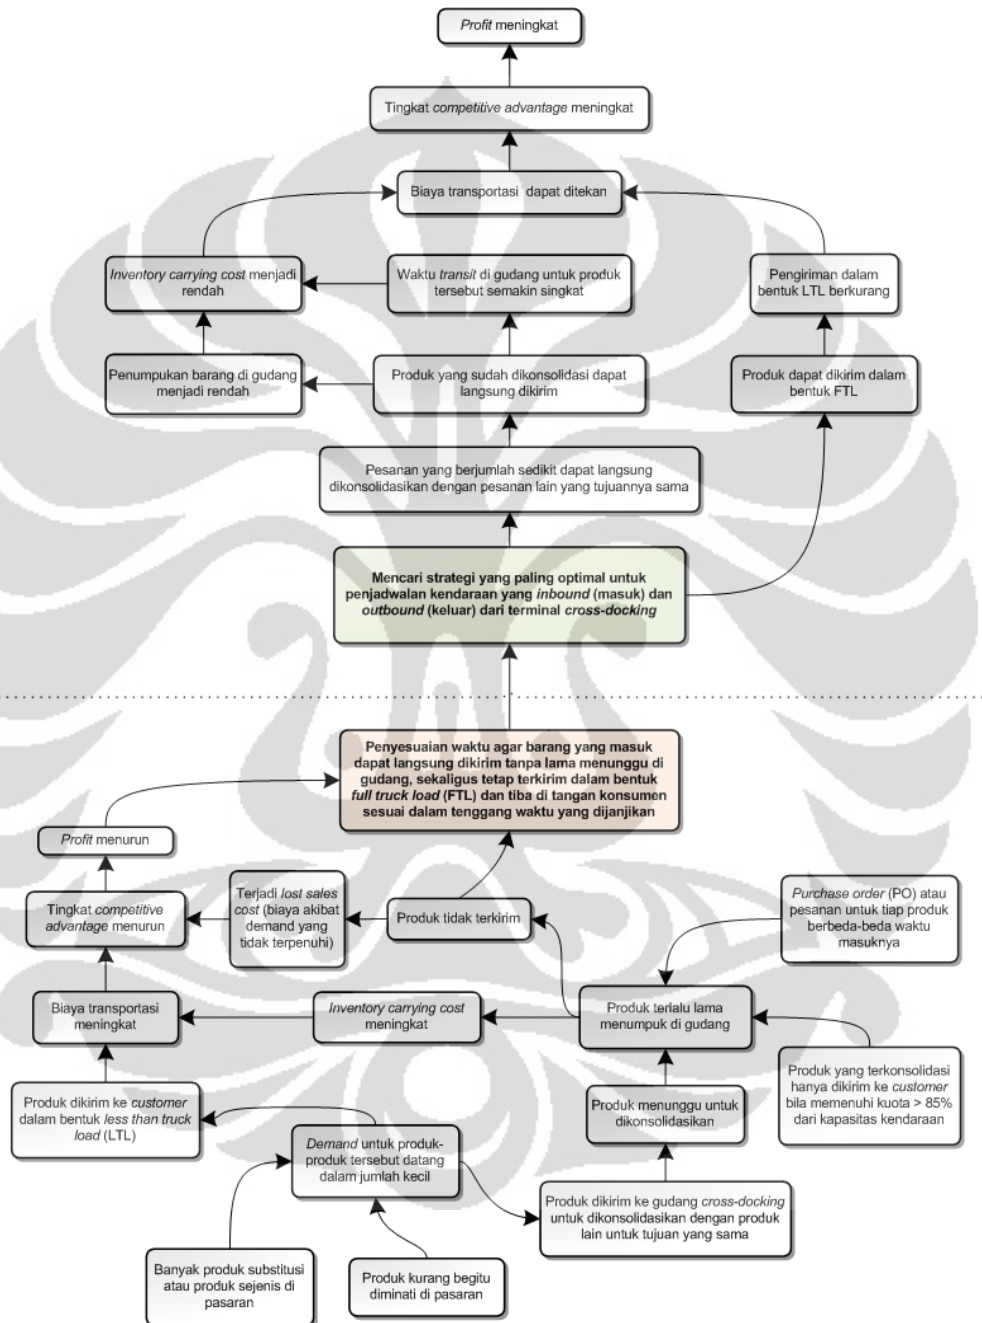 Profit meningkat
Tingkat competitive advantage meningkat
Biaya transportasi dapat ditekan
Inventory carrying cost menjadi
rendah
Waktu transit di gudang untuk produk
tersebut semakin singkat
Pengiriman dalam
bentuk LTL berkurang
Penumpukan barang di gudang
menjadi rendah
Produk yang sudah dikonsolidasi dapat
langsung dikirim
Produk dapat dikirim dalam
bentuk FTL
Pesanan yang berjumlah sedikit dapat langsung
dikonsolidasikan dengan pesanan lain yang tujuannya sama
Mencari strategi yang paling optimal untuk
penjadwalan kendaraan yang inbound (masuk) dan
outbound (keluar) dari terminal cross-docking
Penyesuaian waktu agar barang yang masuk
dapat langsung dikirim tanpa lama menunggu di
gudang, sekaligus tetap terkirim dalam bentuk
full truck load (FTL) dan tiba di tangan konsumen
sesuai dalam tenggang waktu yang dijanjikan
Profit menurun
Tingkat competitive
advantage menurun
Terjadi lost sales
cost (biaya akibat
demand yang
tidak terpenuhi)
Produk tidak terkirim
Purchase order (PO) atau
pesanan untuk tiap produk
berbeda-beda waktu
masuknya
Biaya transportasi
meningkat
Inventory carrying cost
meningkat
Produk terlalu lama
menumpuk di gudang
Produk dikirim ke customer
dalam bentuk less than truck
load (LTL)
Produk menunggu untuk
dikonsolidasikan
Produk yang terkonsolidasi
hanya dikirim ke customer
bila memenuhi kuota > 85%
dari kapasitas kendaraan
Demand untuk produk-
produk tersebut datang
dalam jumlah kecil
Produk dikirim ke gudang cross-docking
untuk dikonsolidasikan dengan produk
lain untuk tujuan yang sama
Banyak produk substitusi
atau produk sejenis di
pasaran
Produk kurang begitu
diminati di pasaran